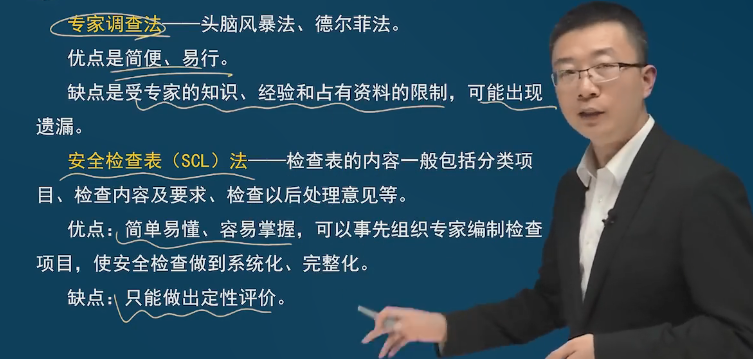 专家调查法——头脑风暴法、德尔菲法。
优点是简便、易行。
缺点是受专家的知识、经验和占有资料的限制，可能出现
遗漏。
安全检查表（SCL）法——检查表的内容一般包括分类项
目、检查内容及要求、检查以后处理意见等。
优点：简单易懂、容易掌握，可以事先组织专家编制检查
项目，使安全检查做到系统化、完整化。
缺点：只能做出定性评价。